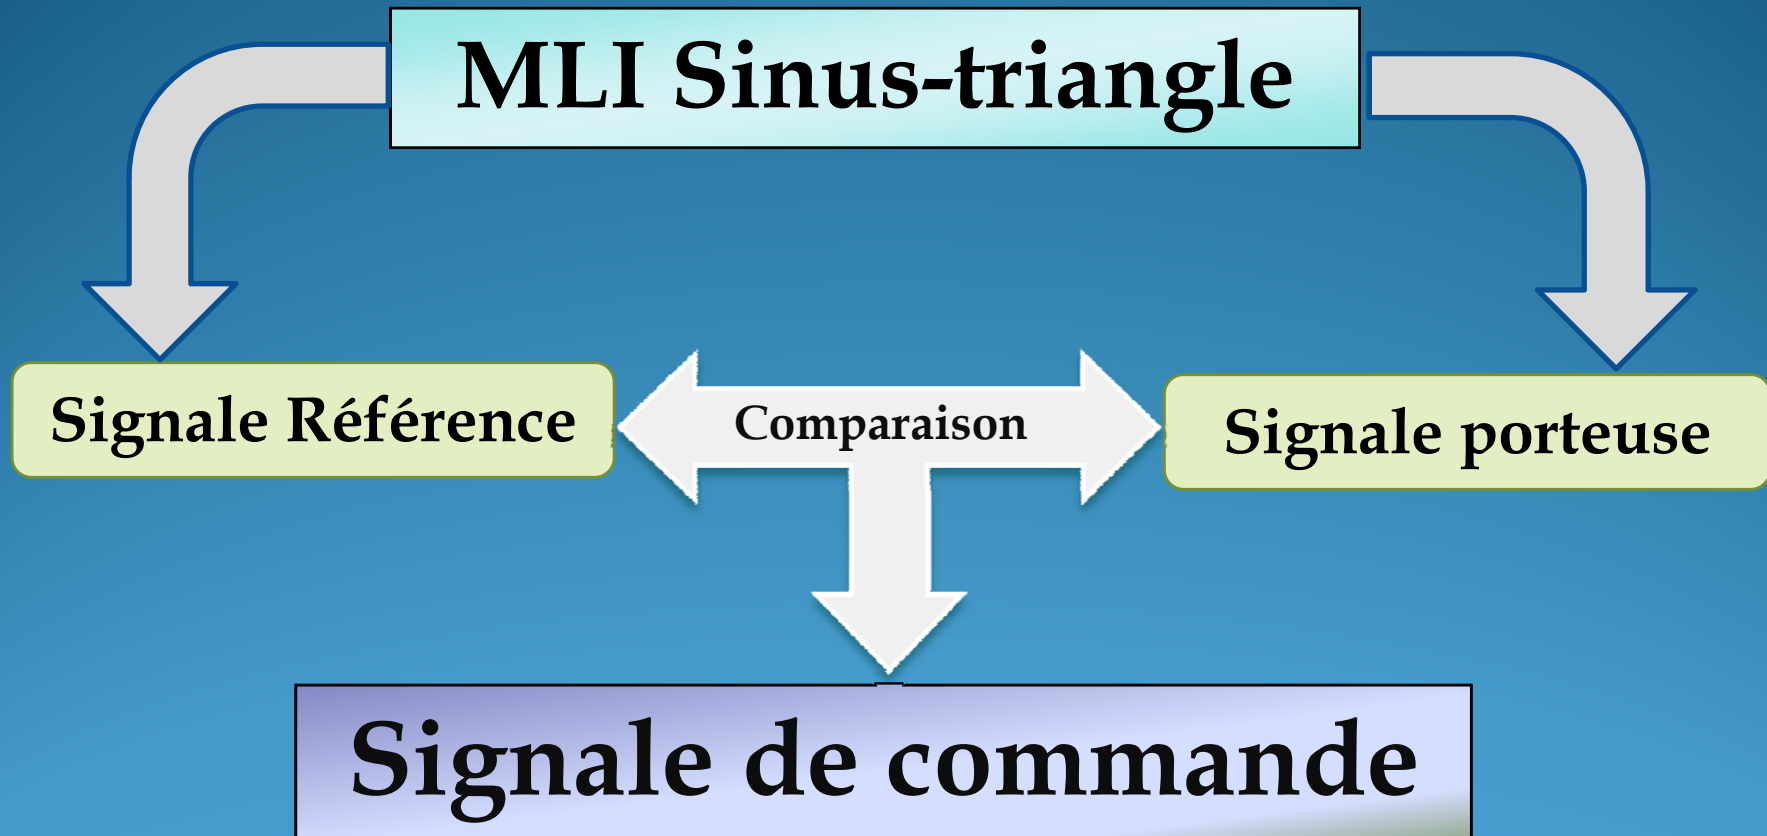 MLI Sinus-triangle
Signale Référence
Comparaison
Signale porteuse
Signale de commande